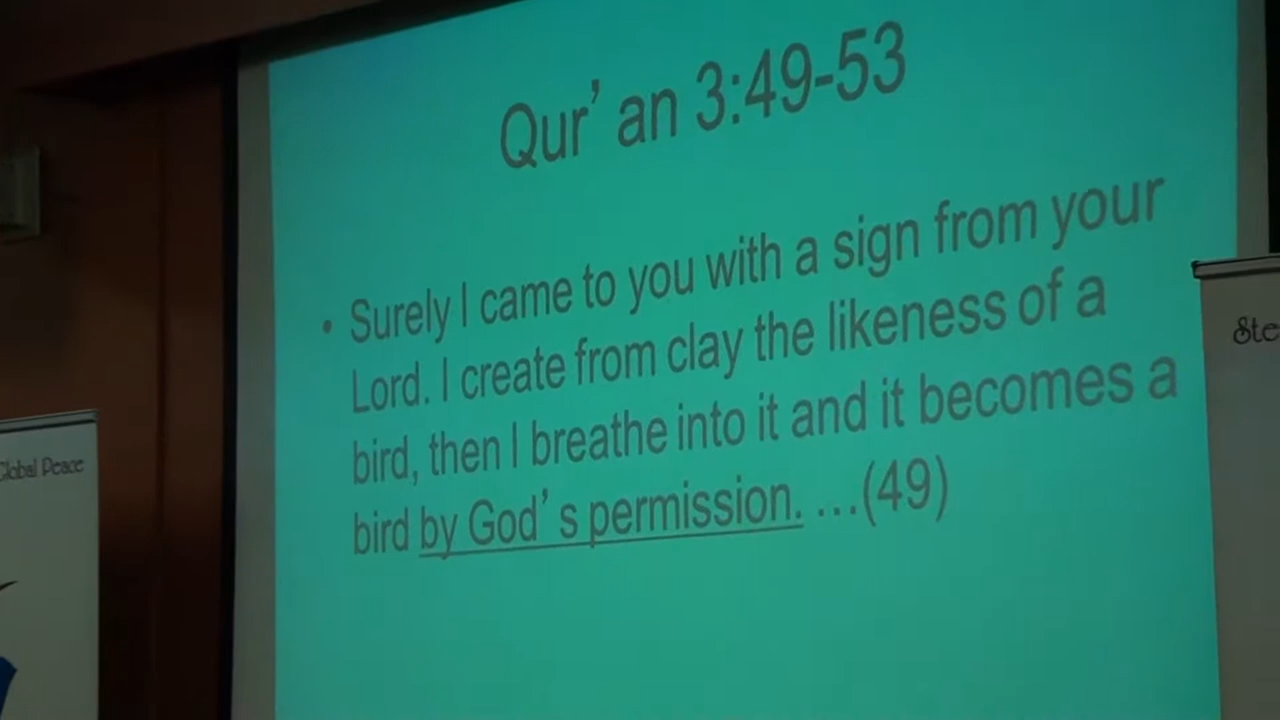 Qur’ an 3:49-53
• Surely I came to you with a sign from your
Lord. I create from clay the likeness of a
bird, then I breathe into it and it becomes a
bird by God’ s permission. …(49)
Global Peace
Ste